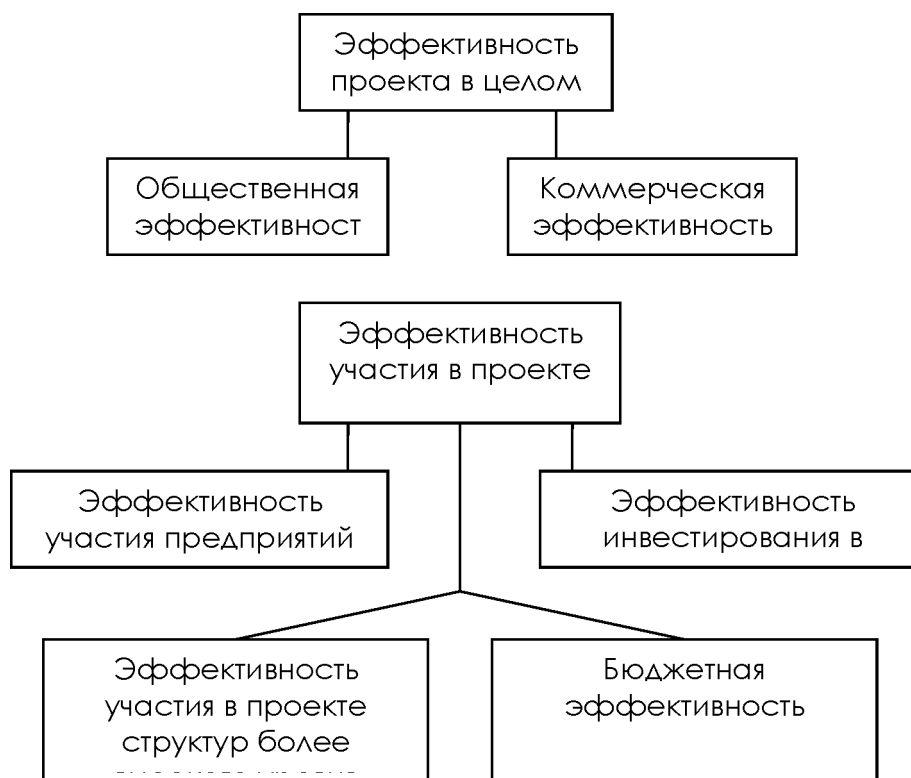 Эффективность
проекта в целом
Общественная
эффективност
Коммерческая
эффективность
Эффективность
участия в проекте
Эффективность
участия предприятий
Эффективность
инвестирования в
Эффективность
участия в проекте
структур более
Бюджетная
эффективность